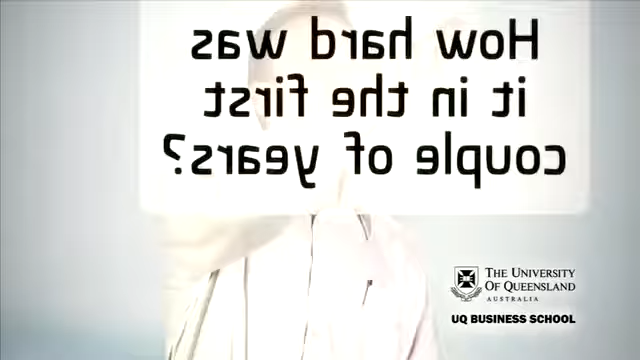 How hard was
it in the first
couple of years?
THE UNIVERSITY
OF QUEENSLAND
AUSTRALIA
UQ BUSINESS SCHOOL